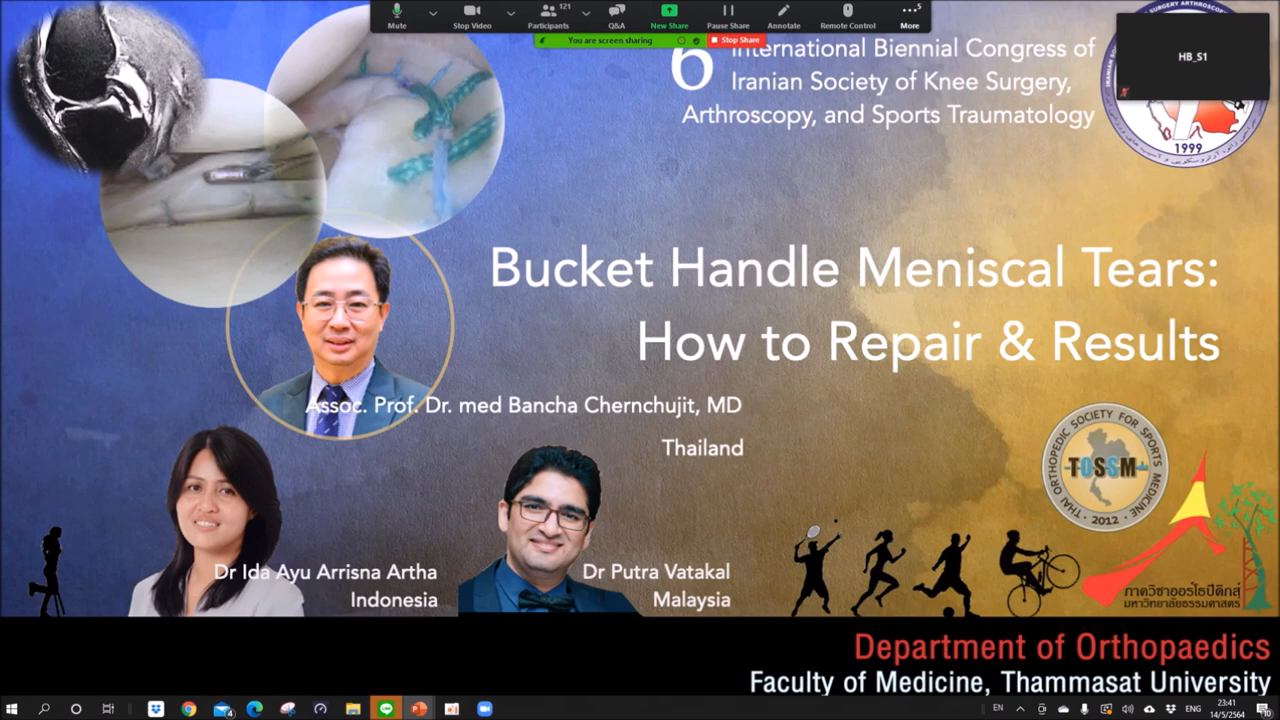 121
5
Mute
Stop Video
Participants
Q&A
New Share
Pause Share
Annotate
Remote Control
More
You are screen sharing
Stop Share
HB_S1
6
International Biennial Congress of
Iranian Society of Knee Surgery,
Arthroscopy, and Sports Traumatology
1999
Bucket Handle Meniscal Tears:
How to Repair & Results
Assoc. Prof. Dr. med Bancha Chernchujit, MD
Thailand
THAI ORTHOPEDIC SOCIETY FOR SPORTS MEDICINE
TOSSM
2012
Dr Ida Ayu Arrisna Artha
Indonesia
Dr Putra Vatakal
Malaysia
ภาควิชาออร์โธปิดิกส์
มหาวิทยาลัยธรรมศาสตร์
Department of Orthopaedics
Faculty of Medicine, Thammasat University
4
EN
ENG
23:41
14/5/2564
10